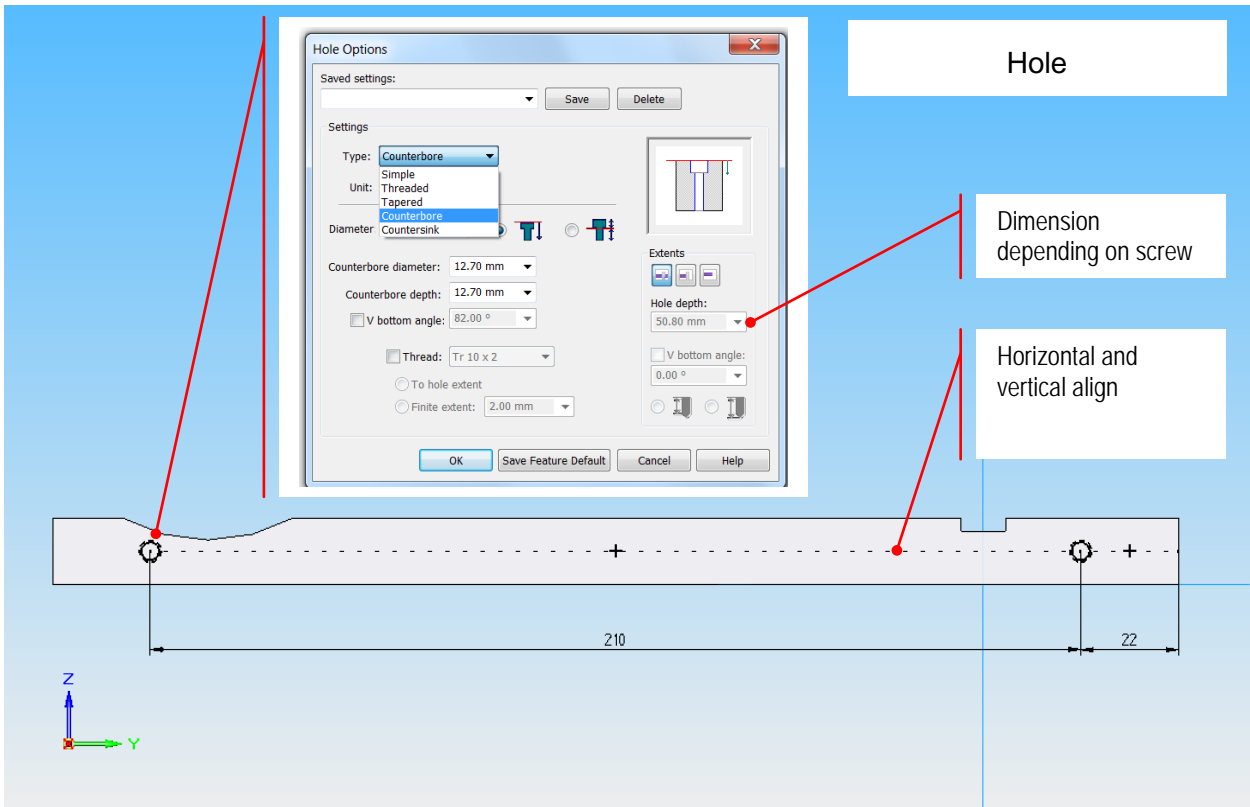 Hole Options
X
Saved settings:
Save
Delete
Settings
Type:
Counterbore
Simple
Threaded
Tapered
Counterbore
Countersink
Unit:
Diameter
Counterbore diameter:
12.70 mm
Counterbore depth:
12.70 mm
V bottom angle:
82.00 °
Thread:
Tr 10 x 2
To hole extent
Finite extent:
2.00 mm
Extents
Hole depth:
50.80 mm
V bottom angle:
0.00 °
OK
Save Feature Default
Cancel
Help
Hole
Dimension
depending on screw
Horizontal and
vertical align
210
22
Z
Y